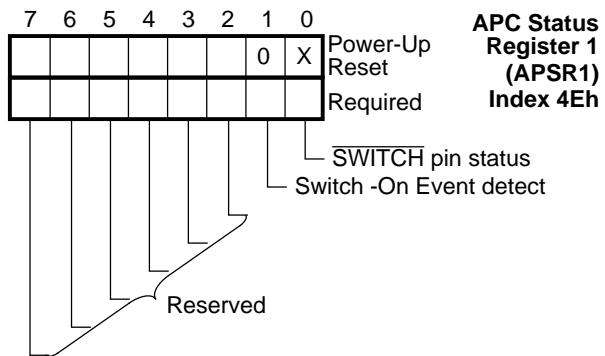 7 6 5 4 3 2 1 0
APC Status
Register 1
(APSR1)
Index 4Eh
0 X
Power-Up
Reset
Required
SWITCH pin status
Switch -On Event detect
Reserved